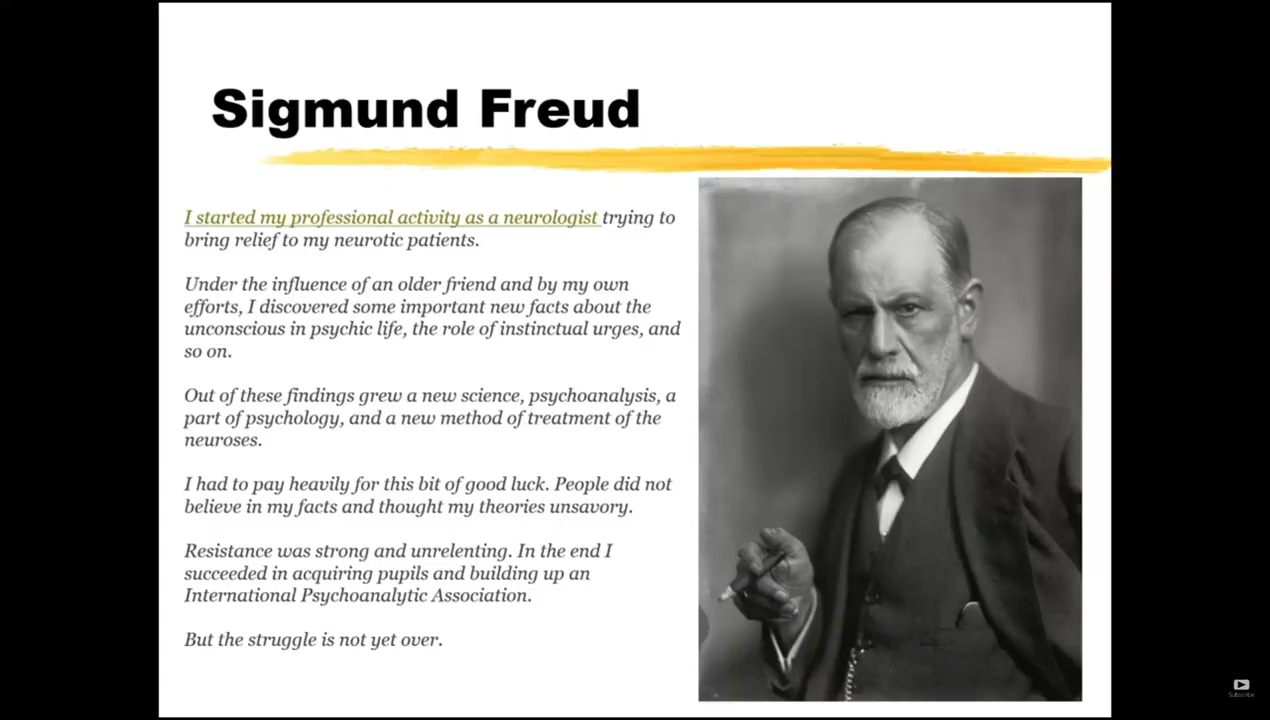 Sigmund Freud
I started my professional activity as a neurologist trying to
bring relief to my neurotic patients.
Under the influence of an older friend and by my own
efforts, I discovered some important new facts about the
unconscious in psychic life, the role of instinctual urges, and
so on.
Out of these findings grew a new science, psychoanalysis, a
part of psychology, and a new method of treatment of the
neuroses.
I had to pay heavily for this bit of good luck. People did not
believe in my facts and thought my theories unsavory.
Resistance was strong and unrelenting. In the end I
succeeded in acquiring pupils and building up an
International Psychoanalytic Association.
But the struggle is not yet over.
Subscribe